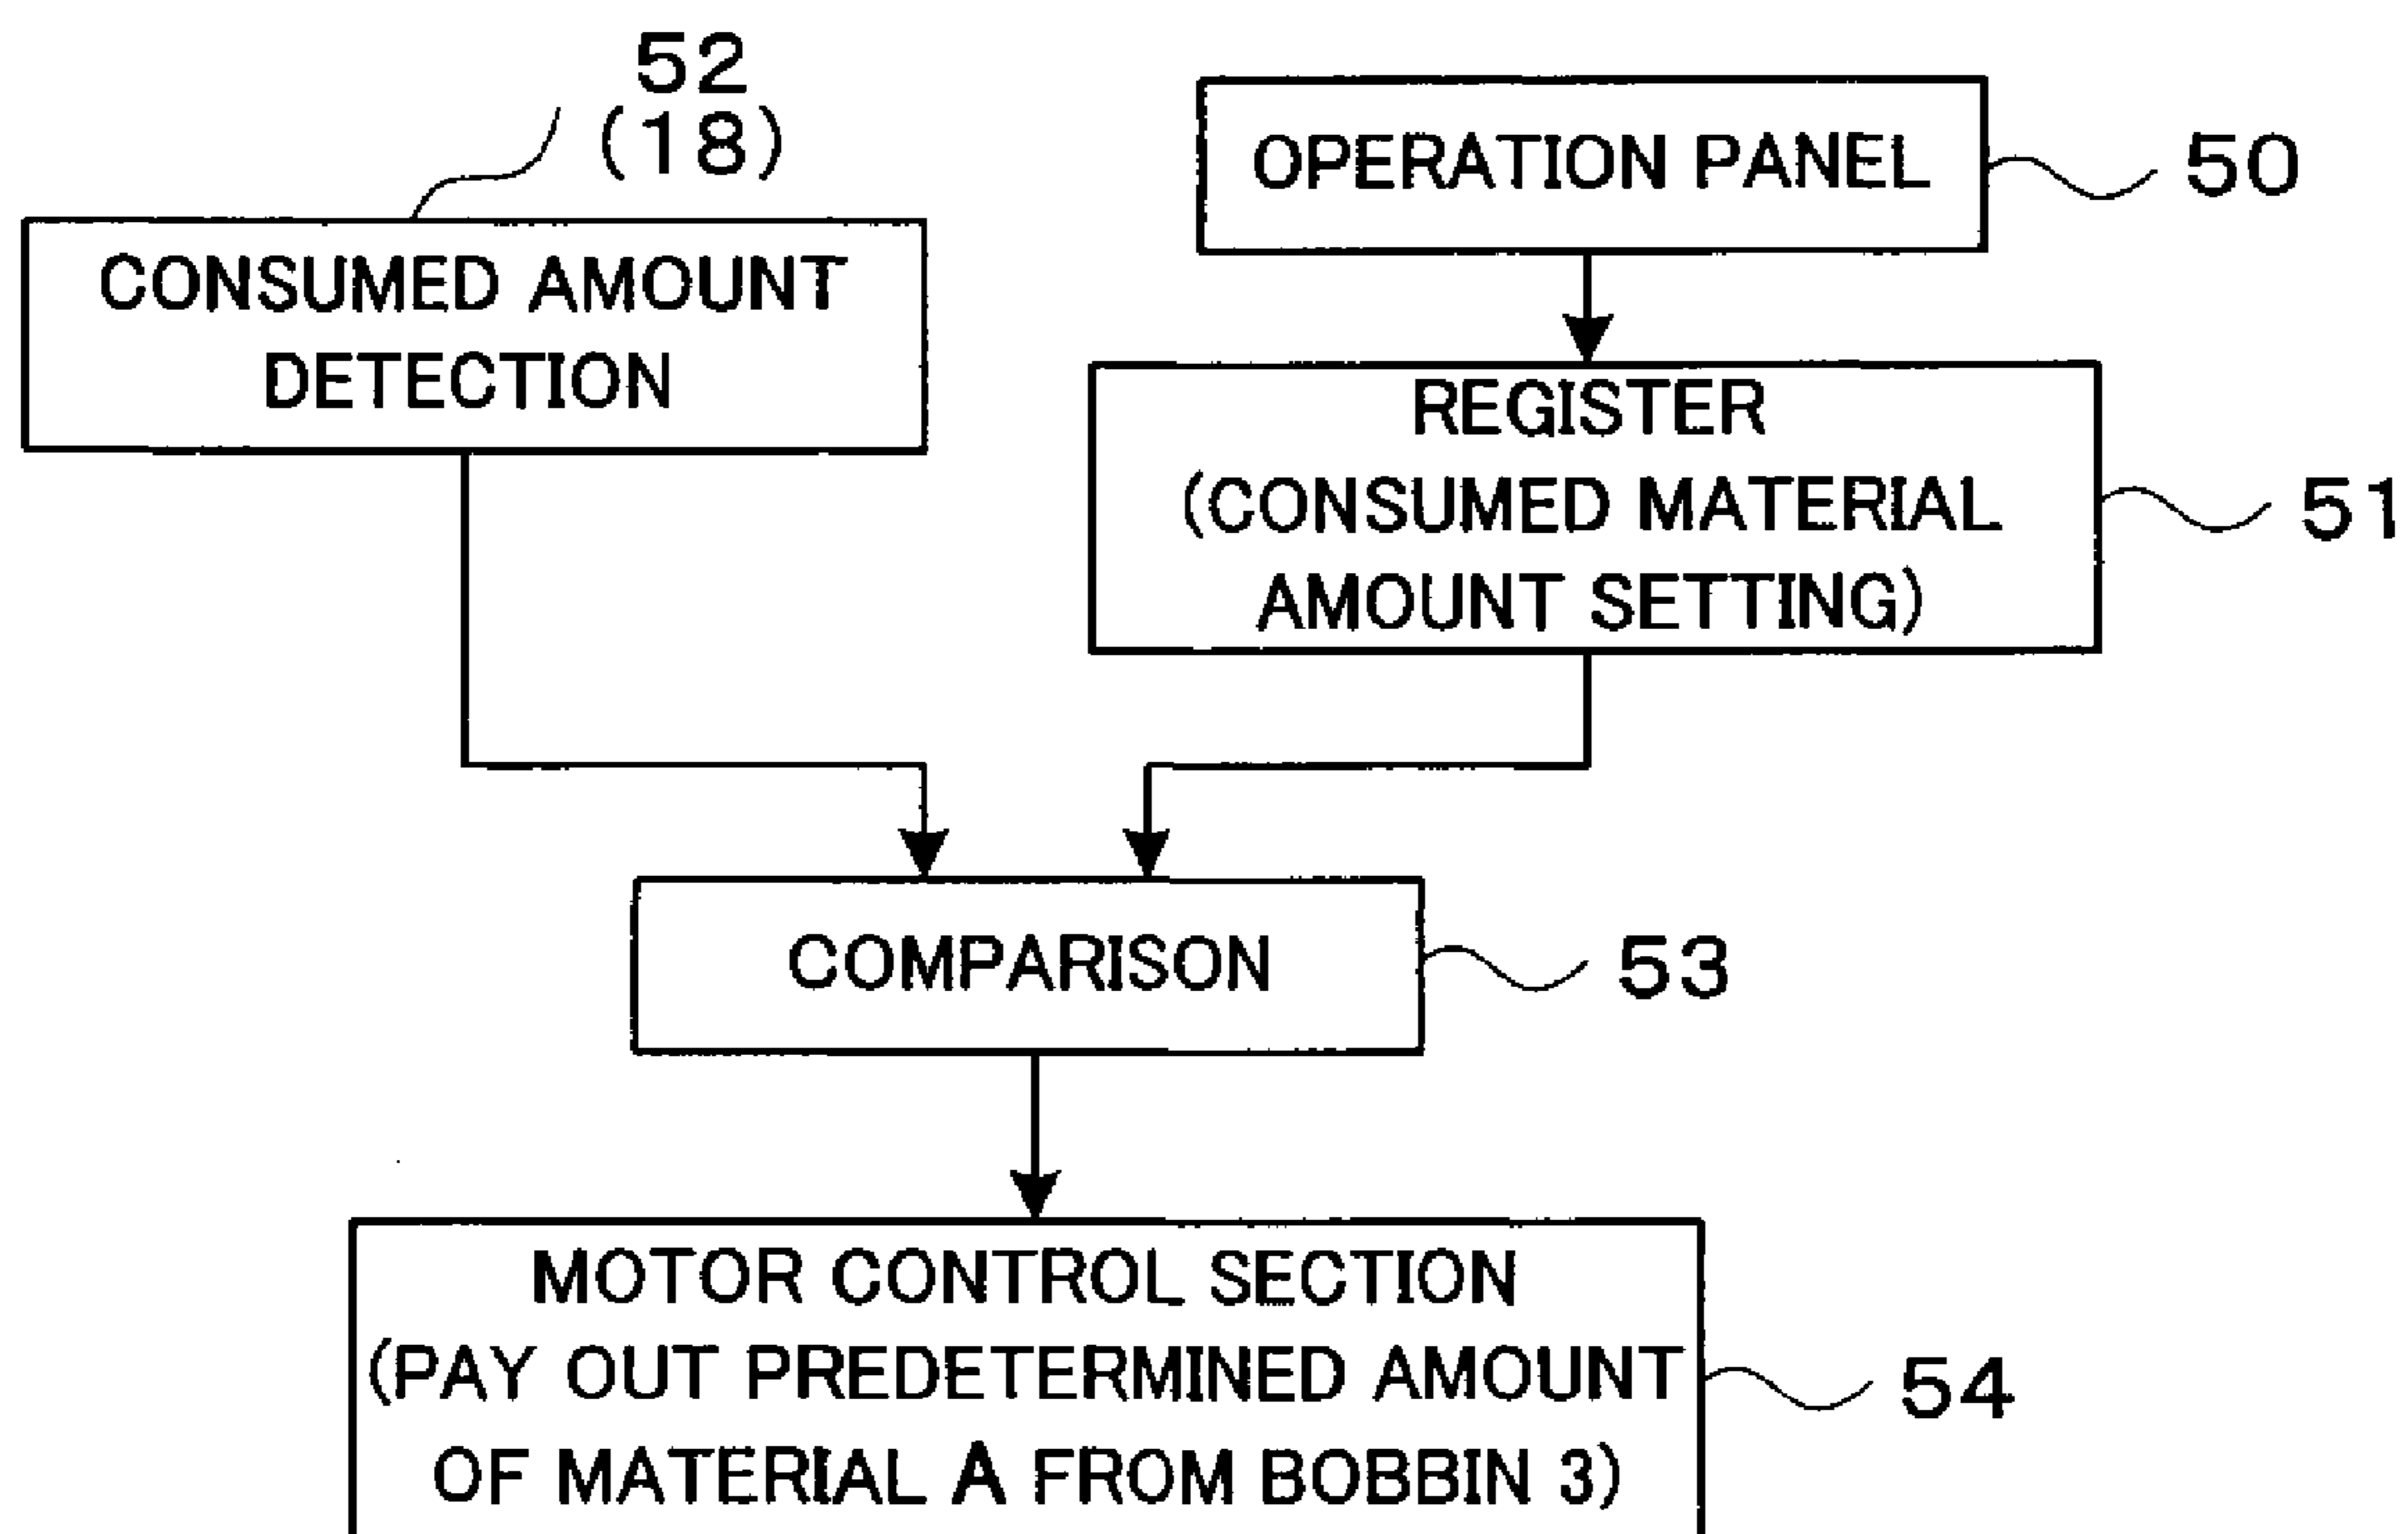 52
(18)
OPERATION PANEL
50
CONSUMED AMOUNT
DETECTION
REGISTER
(CONSUMED MATERIAL
AMOUNT SETTING)
51
COMPARISON
53
MOTOR CONTROL SECTION
(PAY OUT PREDETERMINED AMOUNT
OF MATERIAL A FROM BOBBIN 3)
54